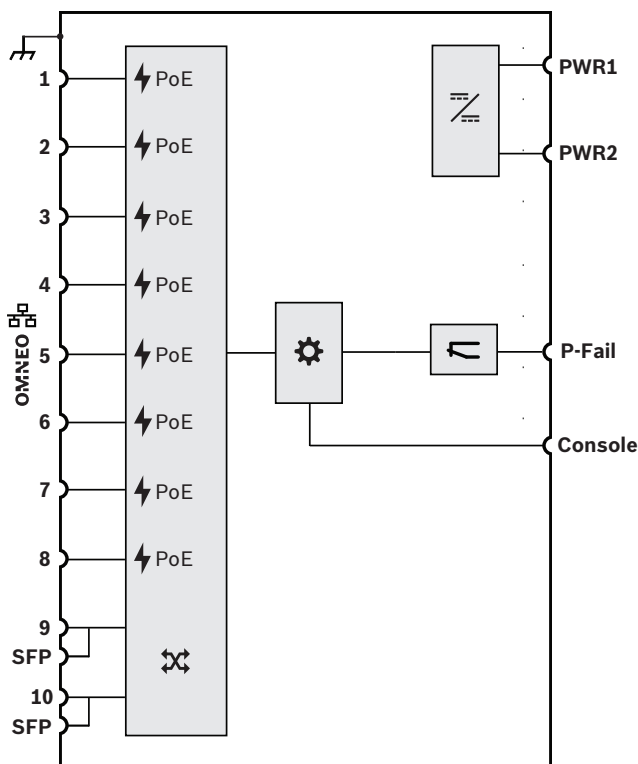 1
PoE
PWR1
2
PoE
PWR2
3
PoE
4
PoE
OMNEO
5
PoE
P-Fail
6
PoE
Console
7
PoE
8
PoE
9
SFP
10
SFP